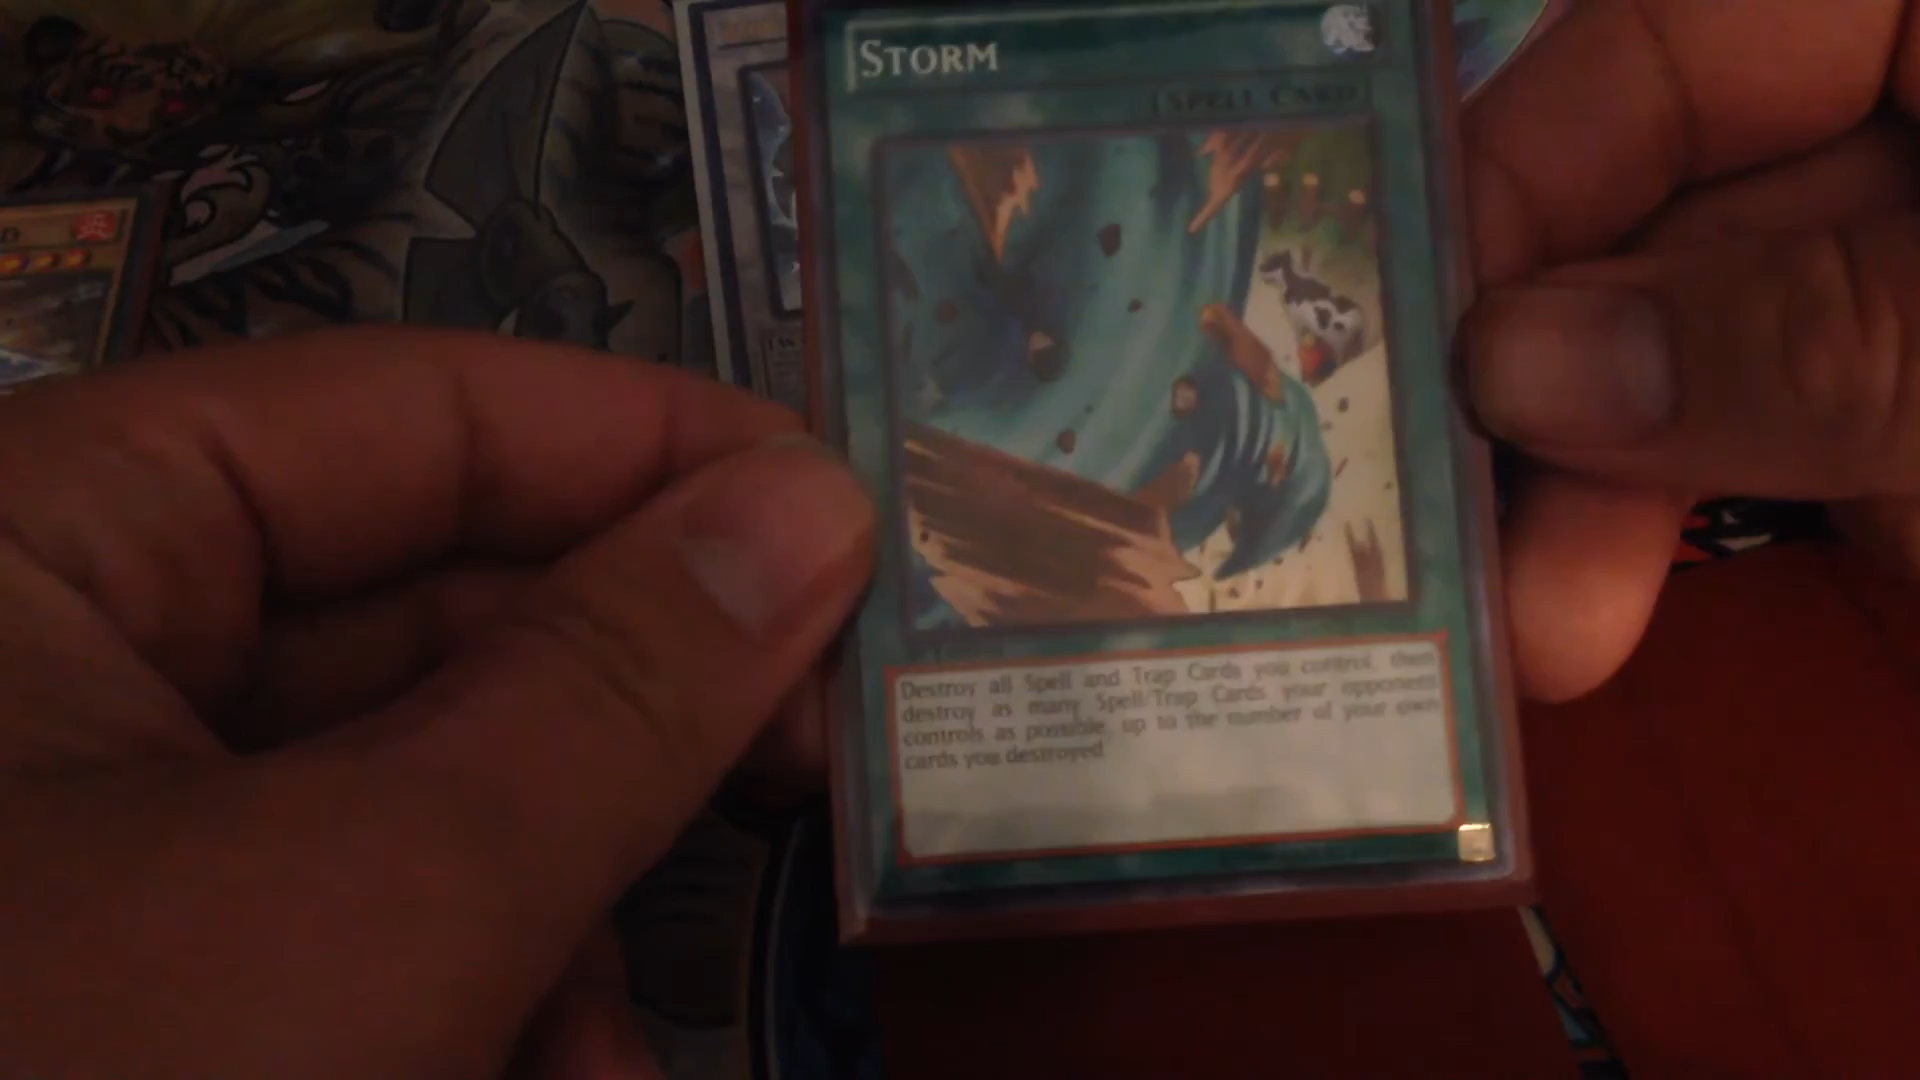 STORM
[SPELL CARD]
Destroy all Spell and Trap Cards you control, then
destroy as many Spell/Trap Cards your opponent
controls as possible, up to the number of your own
cards you destroyed.